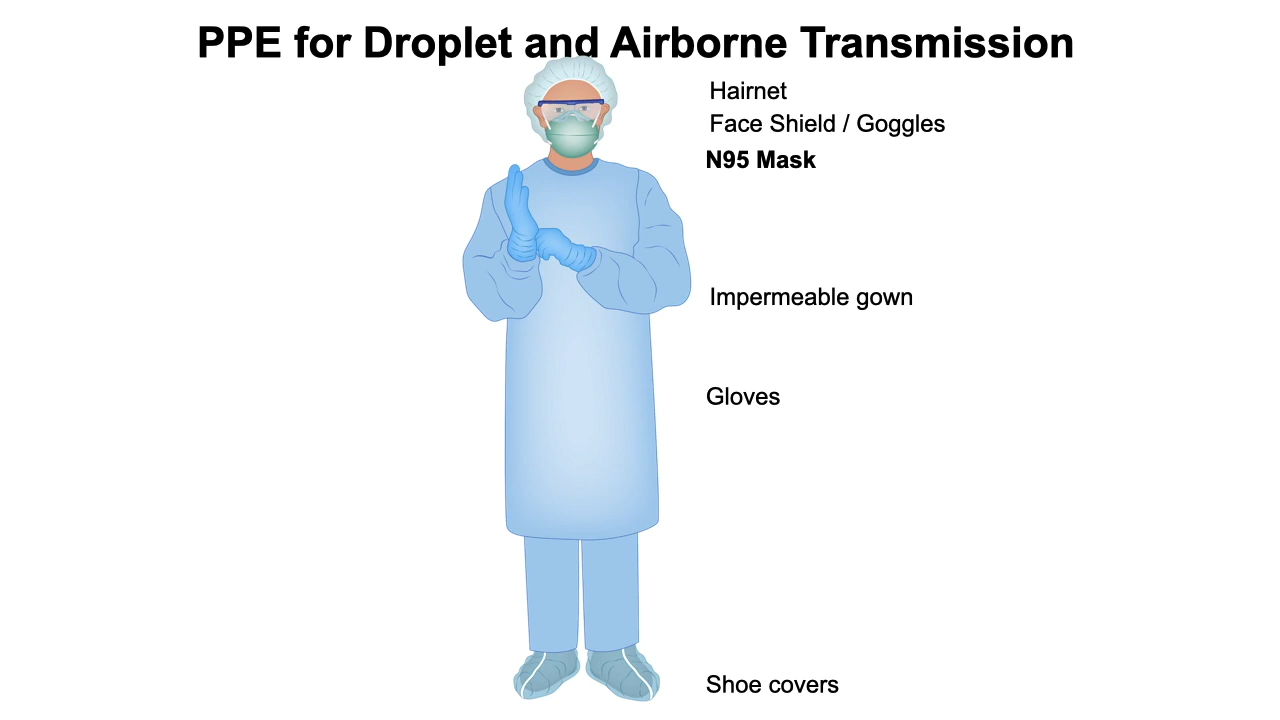 PPE for Droplet and Airborne Transmission
Hairnet
Face Shield / Goggles
N95 Mask
Impermeable gown
Gloves
Shoe covers